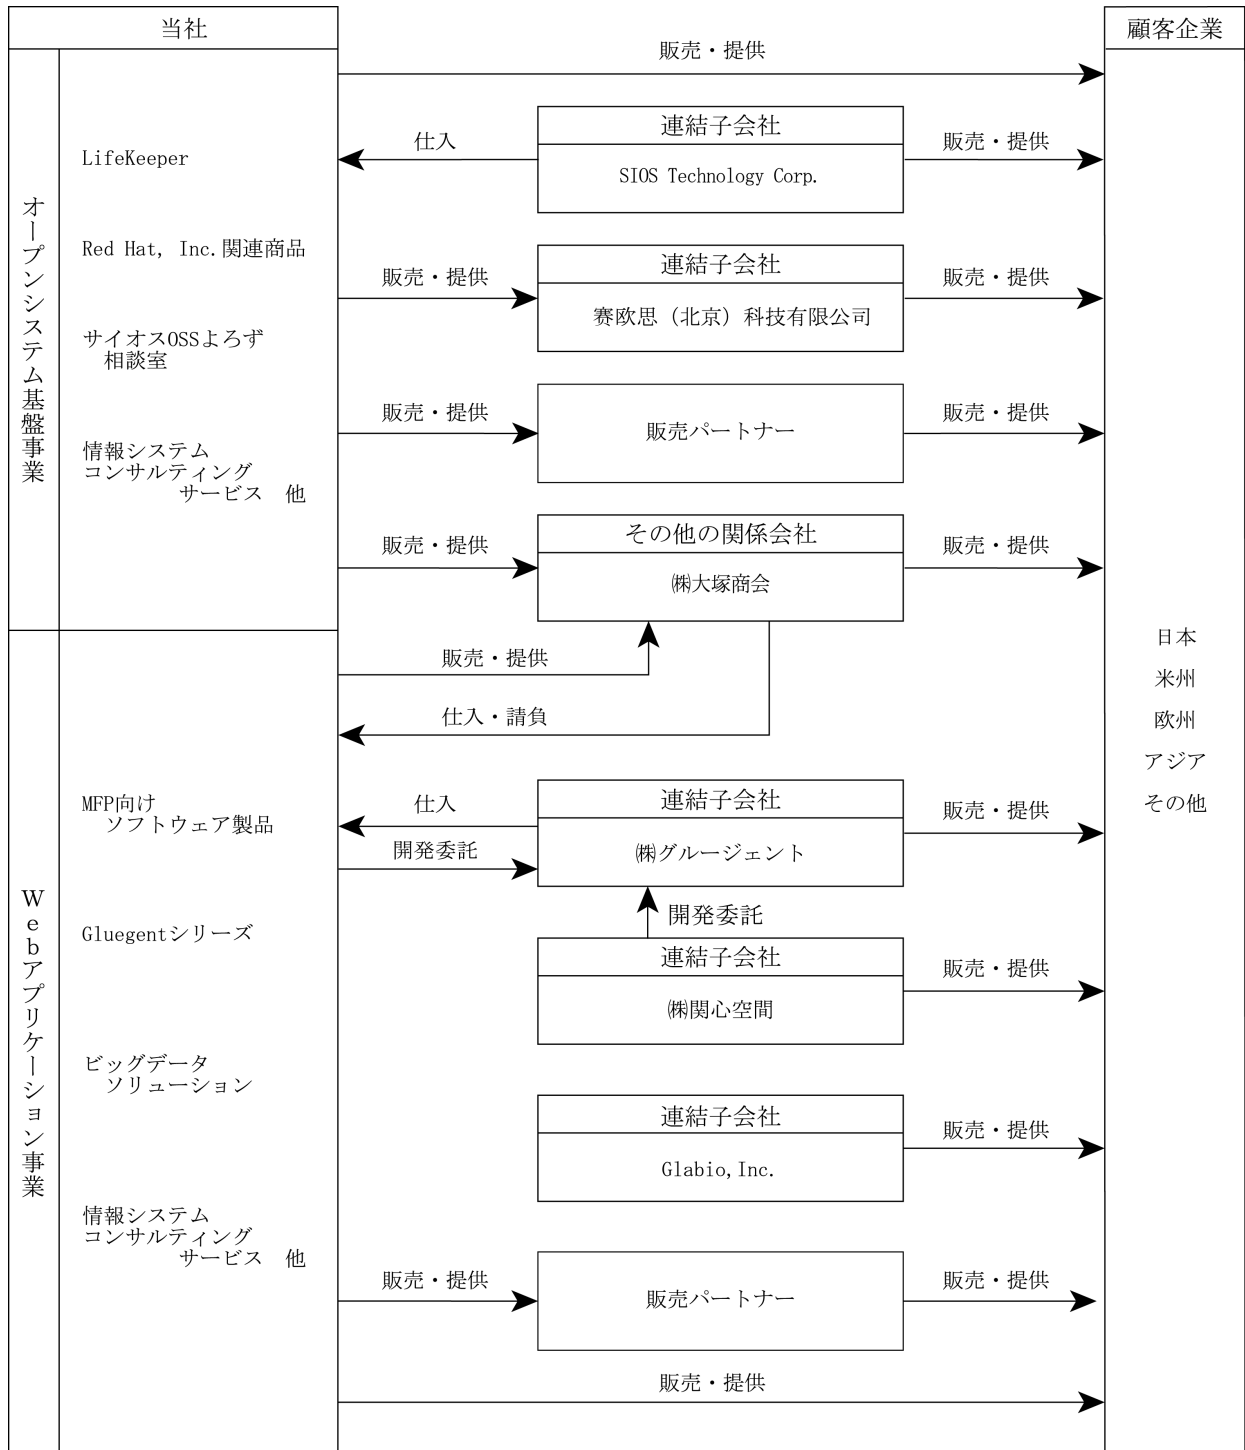 当社
顧客企業
オープンシステム基盤事業
LifeKeeper
Red Hat, Inc.関連商品
サイオスOSSよろず
相談室
情報システム
コンサルティング
サービス 他
販売・提供
仕入
連結子会社
SIOS Technology Corp.
販売・提供
販売・提供
連結子会社
赛欧思（北京）科技有限公司
販売・提供
販売・提供
販売パートナー
販売・提供
販売・提供
その他の関係会社
㈱大塚商会
販売・提供
販売・提供
仕入・請負
Webアプリケーション事業
MFP向け
ソフトウェア製品
Gluegentシリーズ
ビッグデータ
ソリューション
情報システム
コンサルティング
サービス 他
仕入
開発委託
連結子会社
㈱グルージェント
販売・提供
開発委託
連結子会社
㈱関心空間
販売・提供
連結子会社
Glabio,Inc.
販売・提供
販売・提供
販売パートナー
販売・提供
販売・提供
日本
米州
欧州
アジア
その他